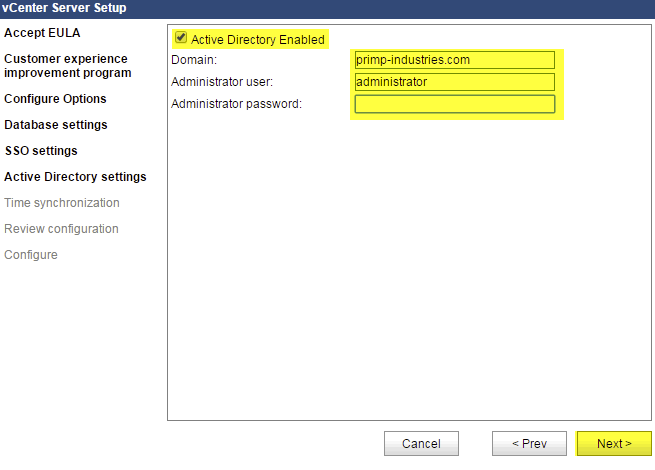 vCenter Server Setup
Accept EULA
Customer experience
improvement program
Configure Options
Database settings
SSO settings
Active Directory settings
Time synchronization
Review configuration
Configure
Active Directory Enabled
Domain: primp-industries.com
Administrator user: administrator
Administrator password:
Cancel < Prev Next >